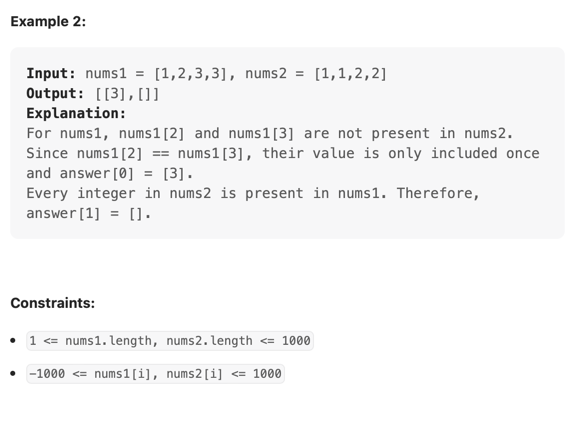 Example 2:
Input: nums1 = [1,2,3,3], nums2 = [1,1,2,2]
Output: [[3],[]]
Explanation:
For nums1, nums1[2] and nums1[3] are not present in nums2.
Since nums1[2] == nums1[3], their value is only included once
and answer[0] = [3].
Every integer in nums2 is present in nums1. Therefore,
answer[1] = [].
Constraints:
• 1 <= nums1.length, nums2.length <= 1000
• -1000 <= nums1[i], nums2[i] <= 1000